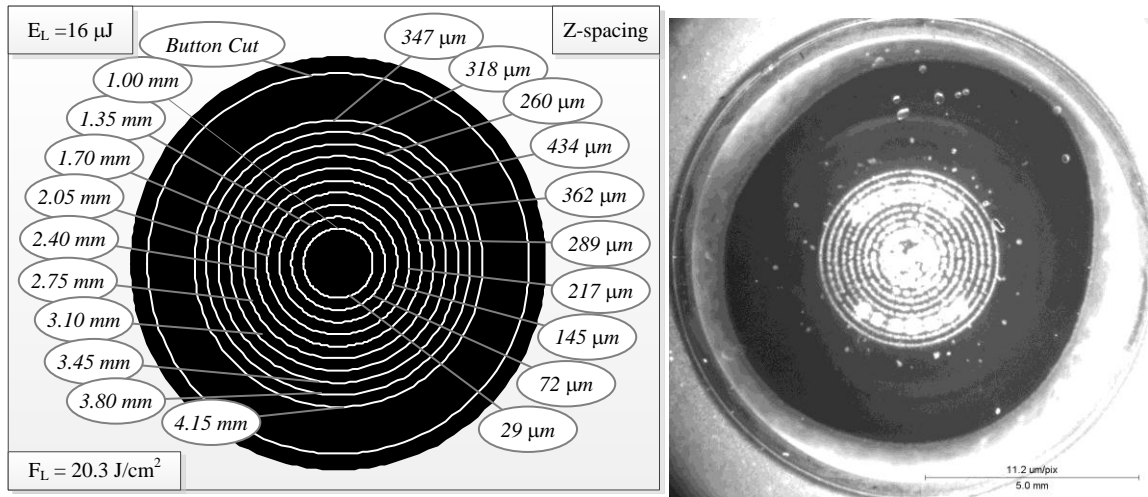 E_L =16 μJ
Button Cut
1.00 mm
1.35 mm
1.70 mm
2.05 mm
2.40 mm
2.75 mm
3.10 mm
3.45 mm
3.80 mm
4.15 mm
F_L = 20.3 J/cm²
Z-spacing
347 μm
318 μm
260 μm
434 μm
362 μm
289 μm
217 μm
145 μm
72 μm
29 μm
11.2 um/pix
5.0 mm